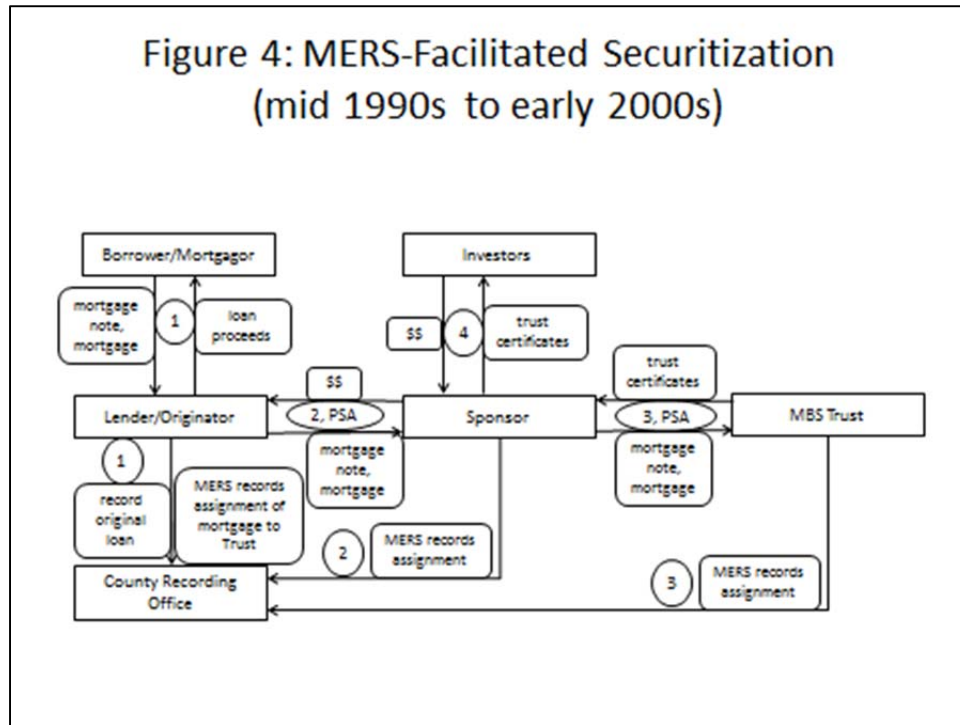 Figure 4: MERS-Facilitated Securitization
(mid 1990s to early 2000s)
Borrower/Mortgagor
Investors
mortgage
note,
mortgage
1
loan
proceeds
$$
4
trust
certificates
trust
certificates
$$
Lender/Originator
2, PSA
Sponsor
3, PSA
MBS Trust
1
mortgage
note,
mortgage
mortgage
note,
mortgage
record
original
loan
MERS records
assignment of
mortgage to
Trust
2
MERS records
assignment
3
MERS records
assignment
County Recording
Office